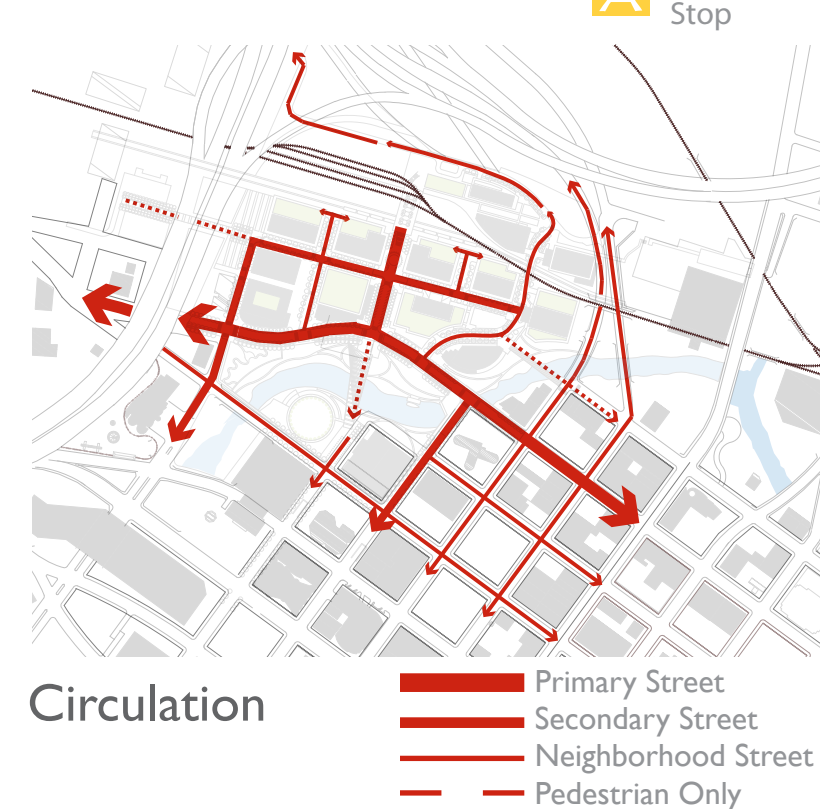 A
Stop
Circulation
Primary Street
Secondary Street
Neighborhood Street
Pedestrian Only